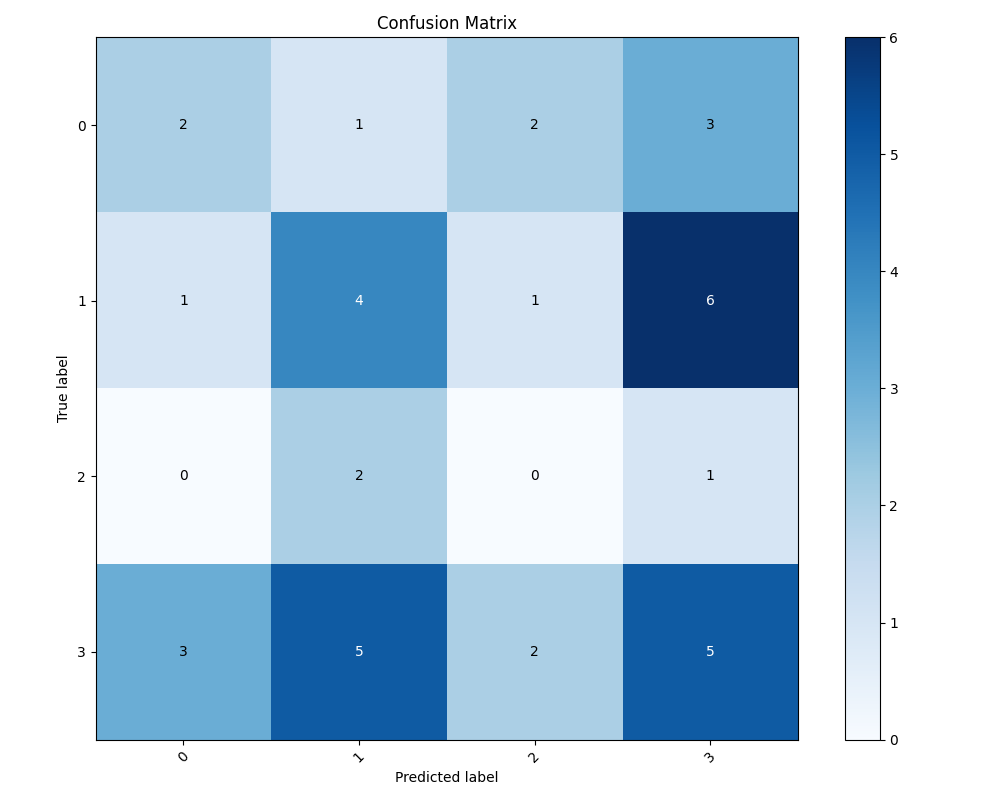 Confusion Matrix
0 2 1 2 3
1 1 4 1 6
2 0 2 0 1
3 3 5 2 5
0 1 2 3
Predicted label
True label
6
5
4
3
2
1
0